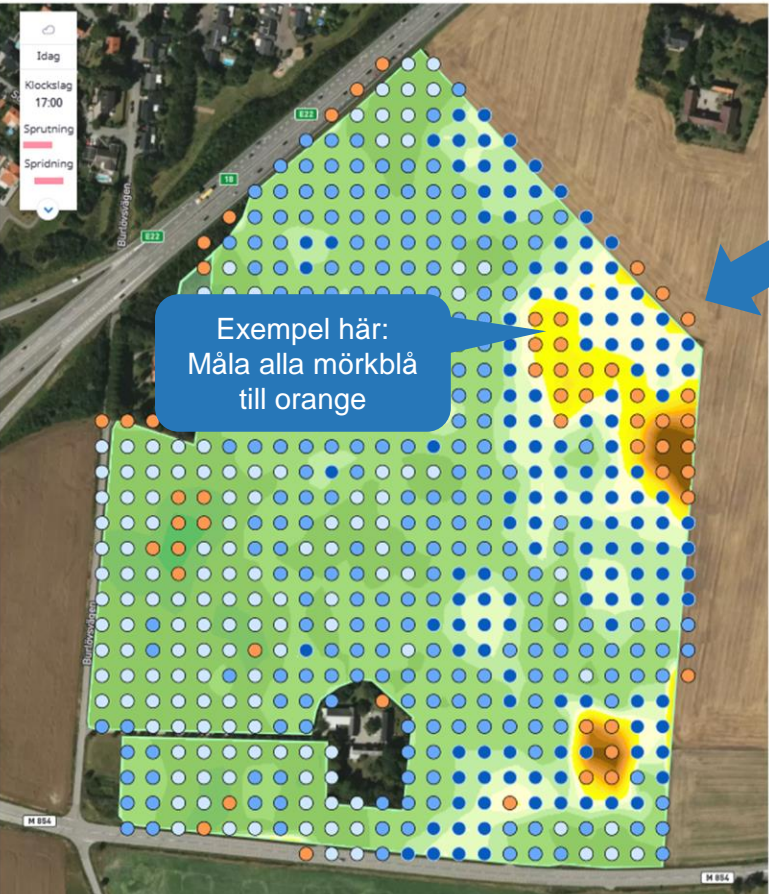 Idag
Klockslag
17:00
Sprutning
Spridning
E22
18
Burlövsvägen
E22
Exempel här:
Måla alla mörkblå
till orange
Burlövsvägen
M 854
M 854